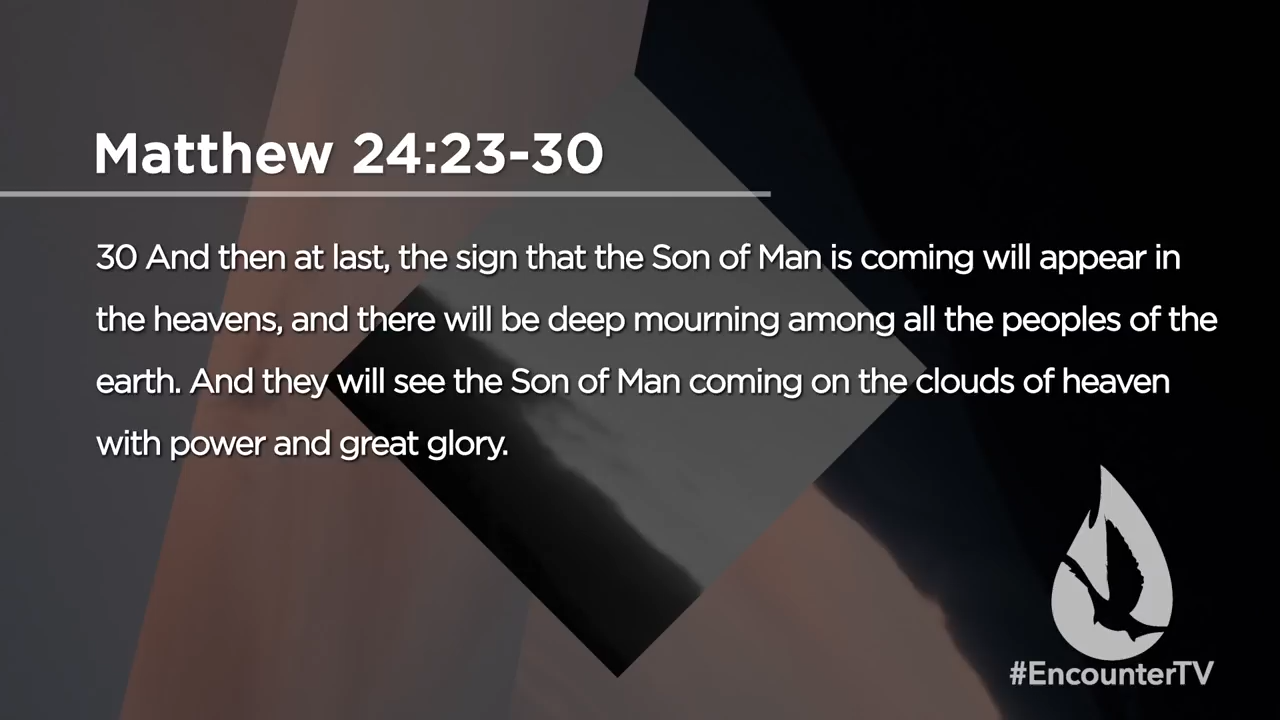 Matthew 24:23-30
30 And then at last, the sign that the Son of Man is coming will appear in
the heavens, and there will be deep mourning among all the peoples of the
earth. And they will see the Son of Man coming on the clouds of heaven
with power and great glory.
#EncounterTV